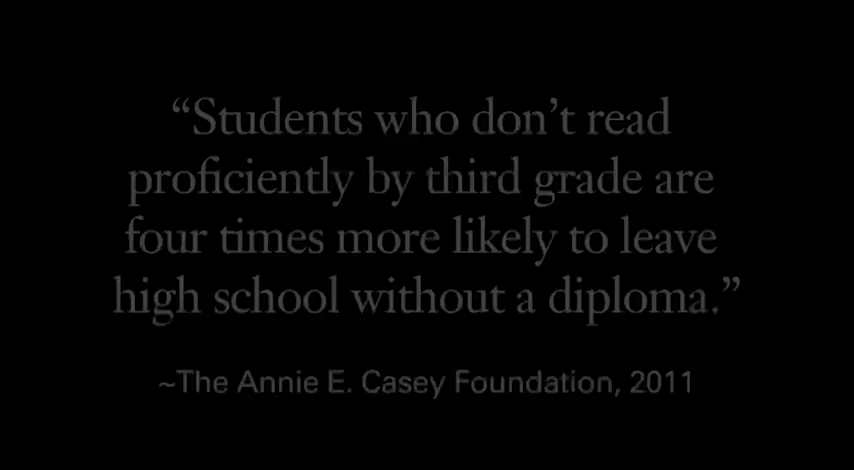 “Students who don’t read
proficiently by third grade are
four times more likely to leave
high school without a diploma.”
~The Annie E. Casey Foundation, 2011